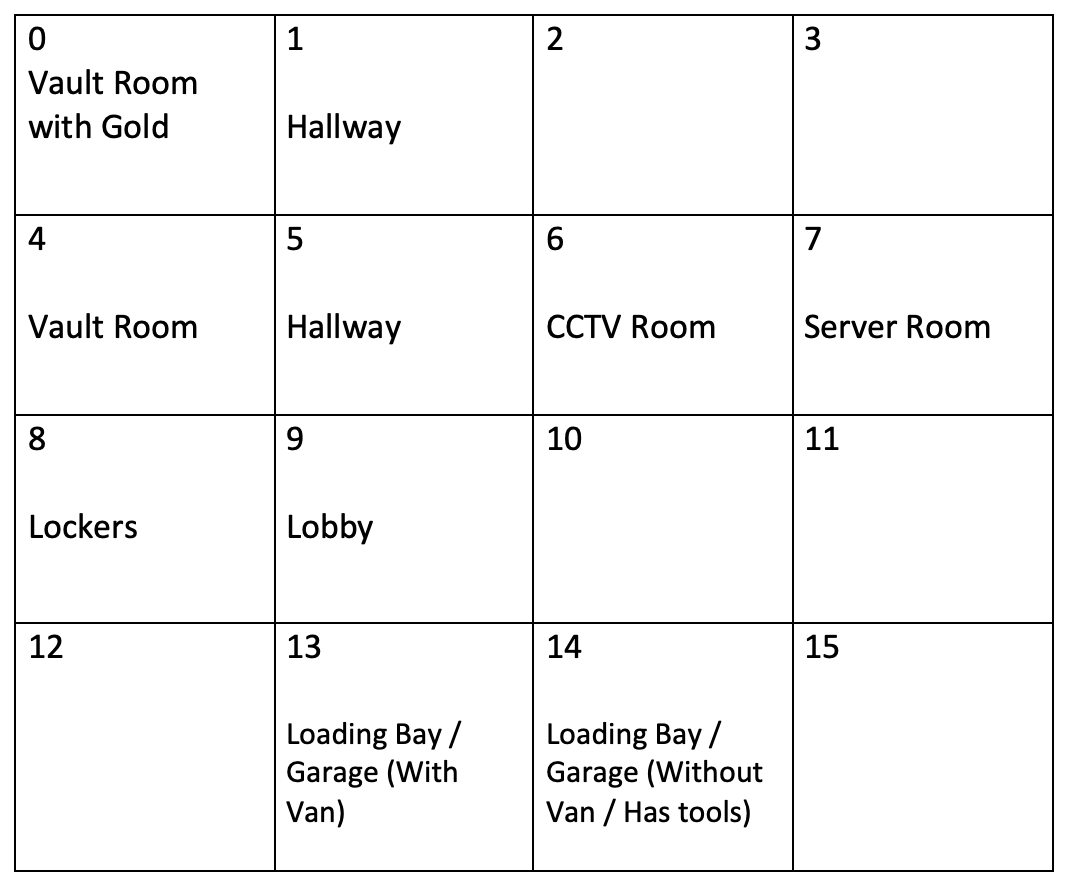 0
Vault Room
with Gold
1
Hallway
2
3
4
Vault Room
5
Hallway
6
CCTV Room
7
Server Room
8
Lockers
9
Lobby
10
11
12
13
Loading Bay /
Garage (With
Van)
14
Loading Bay /
Garage (Without
Van / Has tools)
15